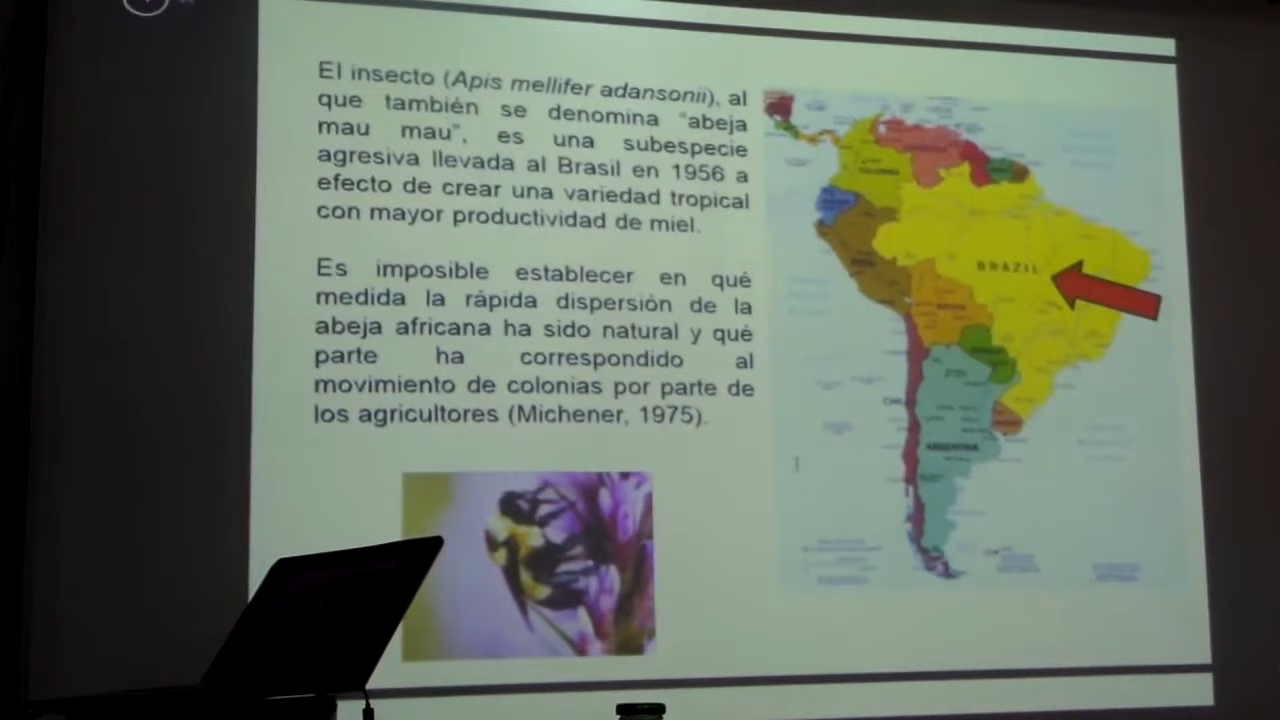 El insecto (Apis mellifer adansonii), al
que también se denomina “abeja
mau mau”, es una subespecie
agresiva llevada al Brasil en 1956 a
efecto de crear una variedad tropical
con mayor productividad de miel.
Es imposible establecer en qué
medida la rápida dispersión de la
abeja africana ha sido natural y qué
parte ha correspondido al
movimiento de colonias por parte de
los agricultores (Michener, 1975).
COLOMBIA
BRAZIL
ARGENTINA